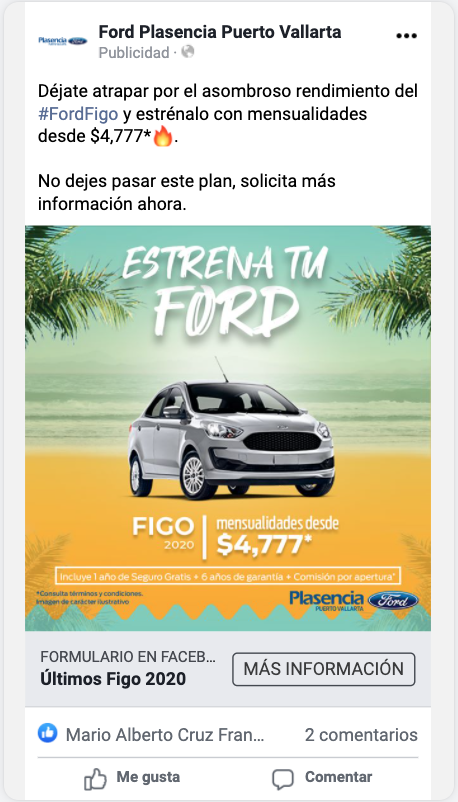 Plasencia Ford
Ford Plasencia Puerto Vallarta
Publicidad ·
Déjate atrapar por el asombroso rendimiento del
#FordFigo y estrénalo con mensualidades
desde $4,777*🔥.
No dejes pasar este plan, solicita más
información ahora.
ESTRENA TU
FORD
FIGO
2020
mensualidades desde
$4,777*
Incluye 1 año de Seguro Gratis + 6 años de garantía + Comisión por apertura*
*Consulta términos y condiciones.
Imagen de carácter ilustrativo
Plasencia
PUERTO VALLARTA
Ford
FORMULARIO EN FACEB...
Últimos Figo 2020
MÁS INFORMACIÓN
Mario Alberto Cruz Fran...
2 comentarios
Me gusta
Comentar